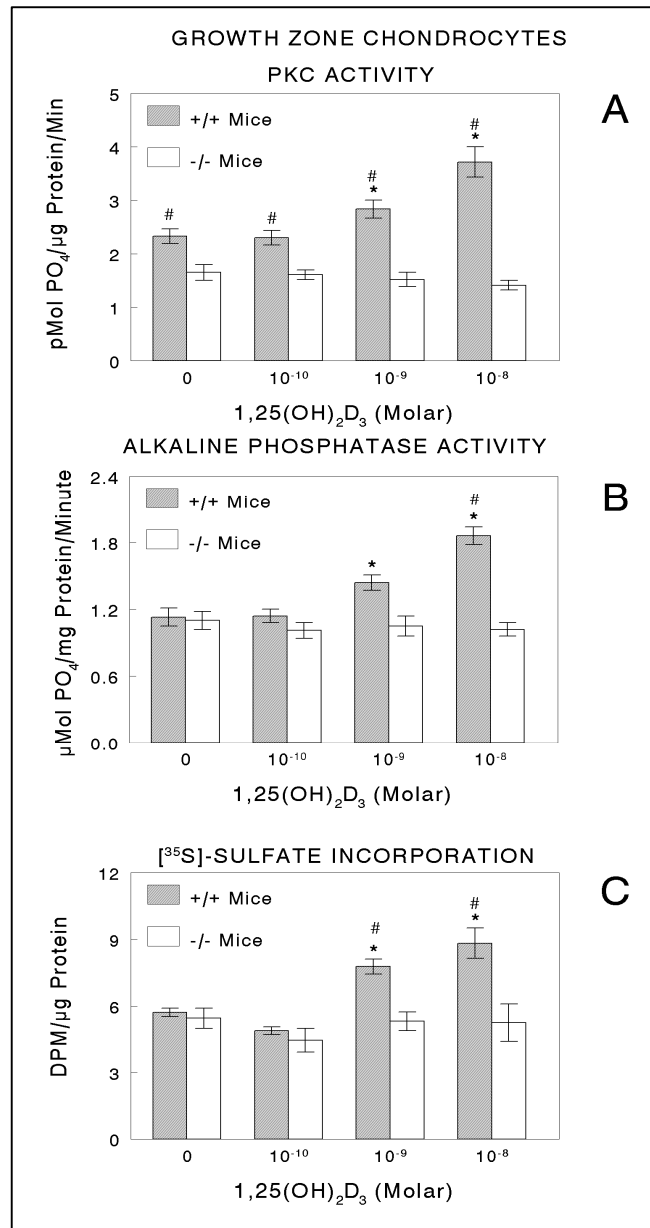 GROWTH ZONE CHONDROCYTES
PKC ACTIVITY
A
5
4
3
2
1
0
pMol PO₄/µg Protein/Min
+/+ Mice
-/- Mice
#
#
#
*
#
*
0
10⁻¹⁰
10⁻⁹
10⁻⁸
1,25(OH)₂D₃ (Molar)
ALKALINE PHOSPHATASE ACTIVITY
B
2.4
1.8
1.2
0.6
0.0
µMol PO₄/mg Protein/Minute
+/+ Mice
-/- Mice
*
#
*
0
10⁻¹⁰
10⁻⁹
10⁻⁸
1,25(OH)₂D₃ (Molar)
[³⁵S]-SULFATE INCORPORATION
C
12
9
6
3
0
DPM/µg Protein
+/+ Mice
-/- Mice
#
*
#
*
0
10⁻¹⁰
10⁻⁹
10⁻⁸
1,25(OH)₂D₃ (Molar)